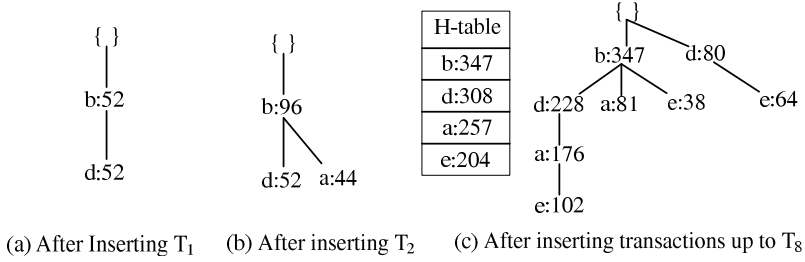 { }
b:52
d:52
(a) After Inserting T1
{ }
b:96
d:52 a:44
(b) After inserting T2
H-table
b:347
d:308
a:257
e:204
{ }
b:347 d:80
d:228 a:81 e:38 e:64
a:176
e:102
(c) After inserting transactions up to T8